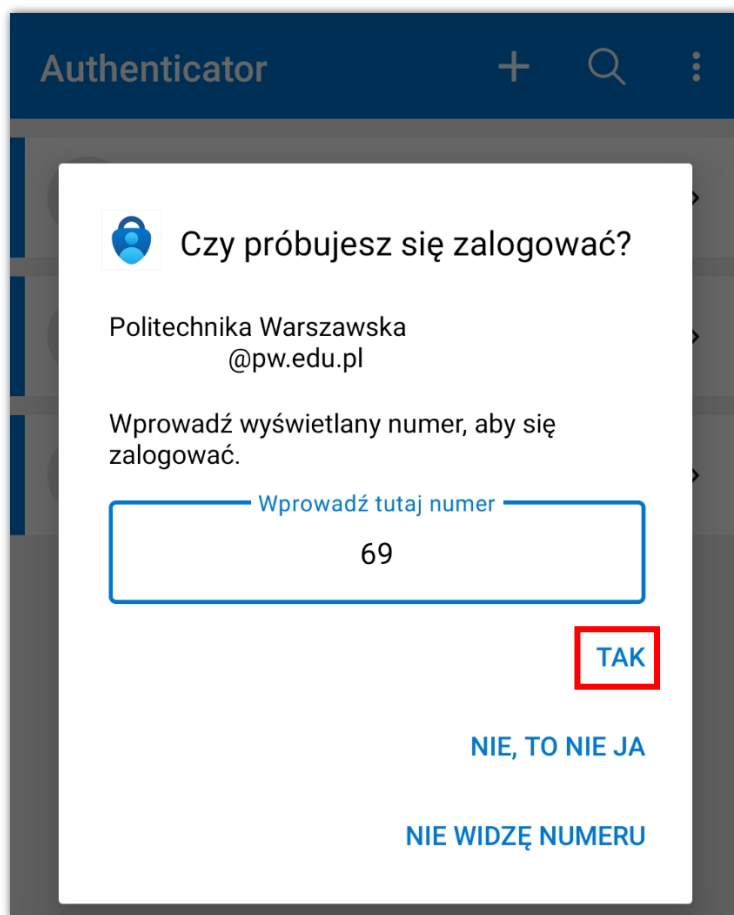 Authenticator
Czy próbujesz się zalogować?
Politechnika Warszawska
@pw.edu.pl
Wprowadź wyświetlany numer, aby się
zalogować.
Wprowadź tutaj numer
69
TAK
NIE, TO NIE JA
NIE WIDZĘ NUMERU